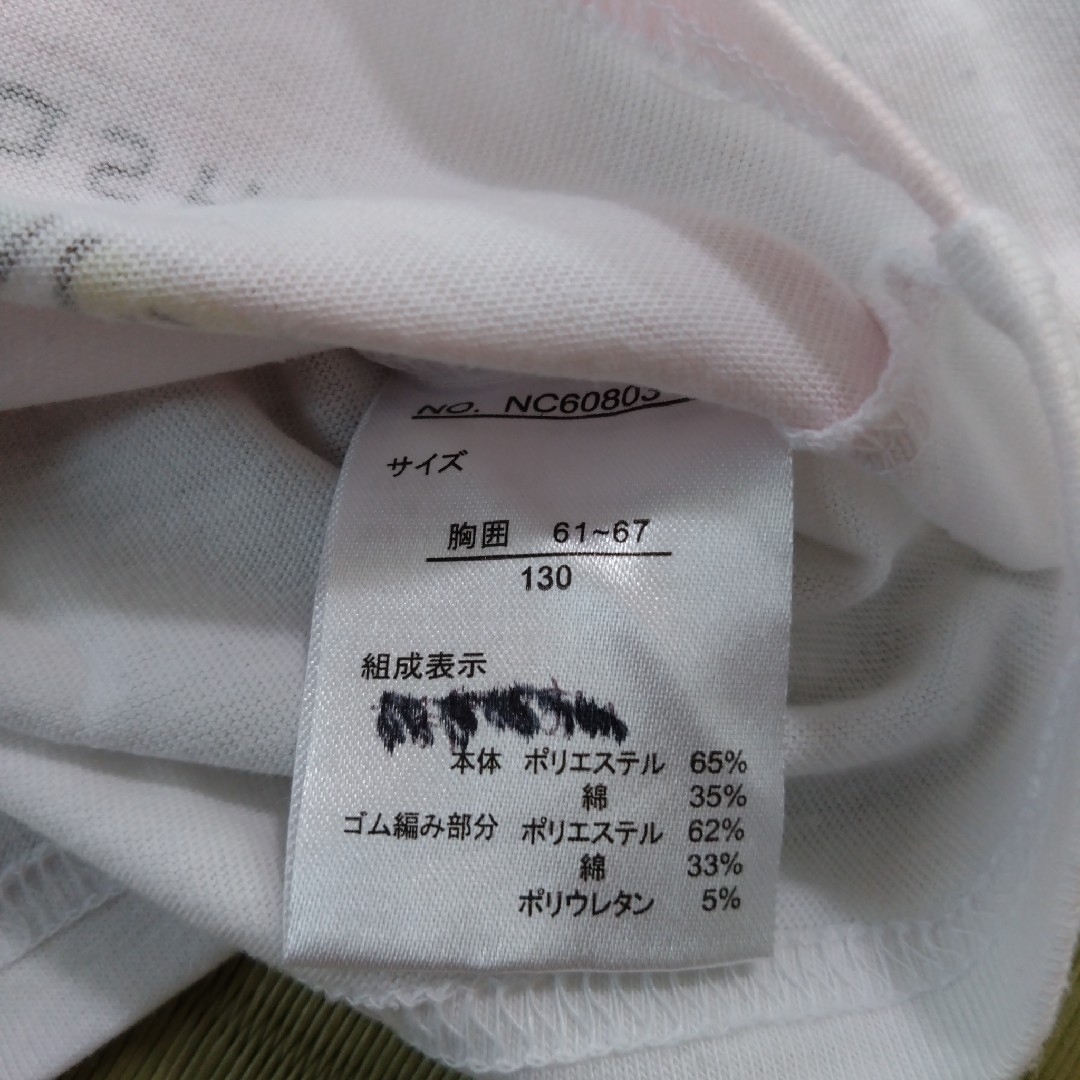 NO. NC60803
サイズ
胸囲 61~67
130
組成表示
本体 ポリエステル 65%
綿 35%
ゴム編み部分 ポリエステル 62%
綿 33%
ポリウレタン 5%